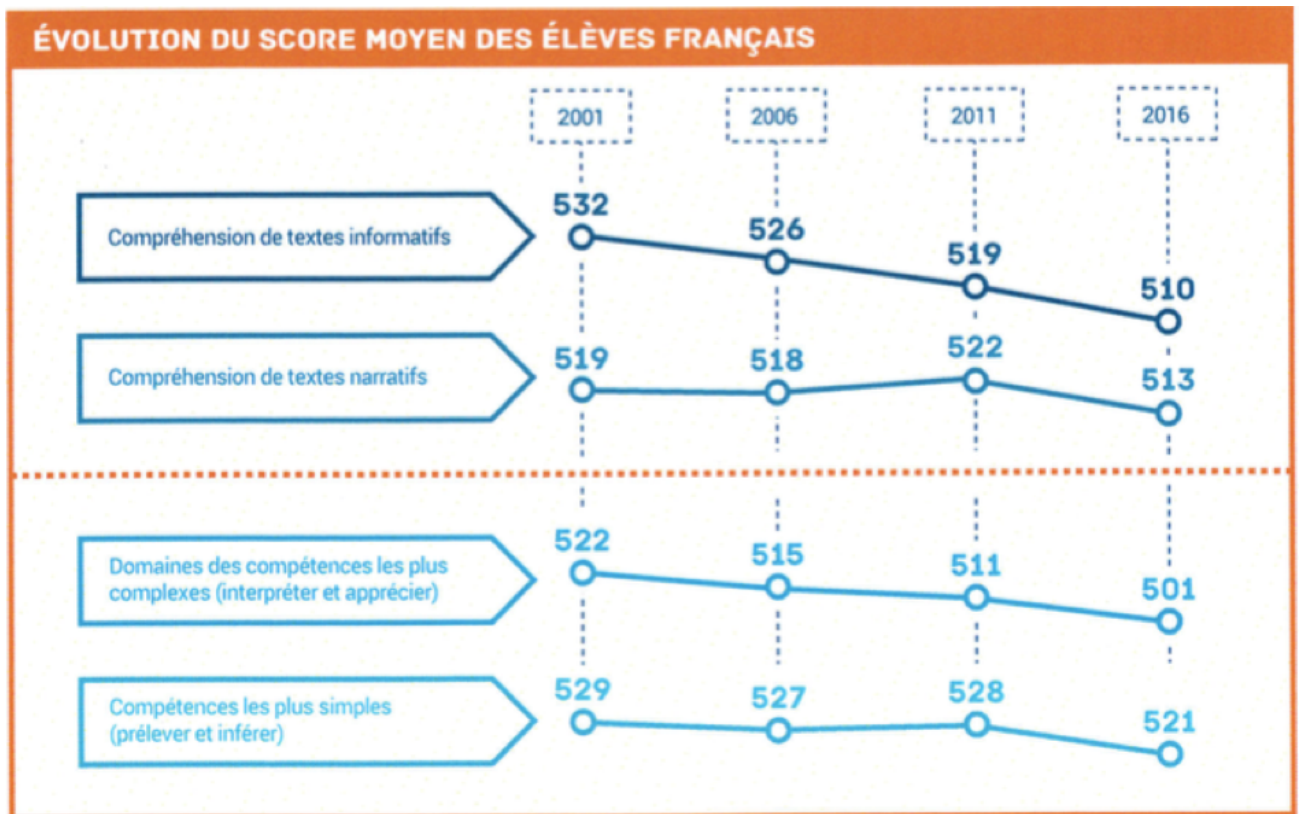 ÉVOLUTION DU SCORE MOYEN DES ÉLÈVES FRANÇAIS
2001 2006 2011 2016
Compréhension de textes informatifs
532 526 519 510
Compréhension de textes narratifs
519 518 522 513
Domaines des compétences les plus
complexes (interpréter et apprécier)
522 515 511 501
Compétences les plus simples
(prélever et inférer)
529 527 528 521